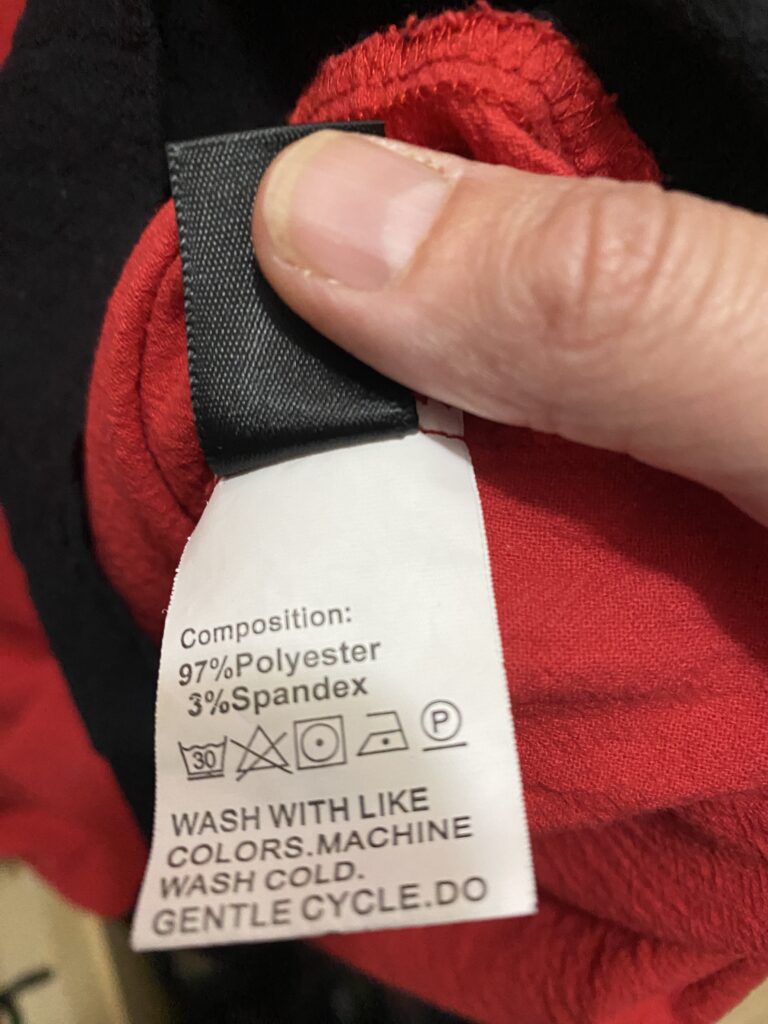 Composition:
97%Polyester
3%Spandex
30 P
WASH WITH LIKE
COLORS.MACHINE
WASH COLD.
GENTLE CYCLE.DO